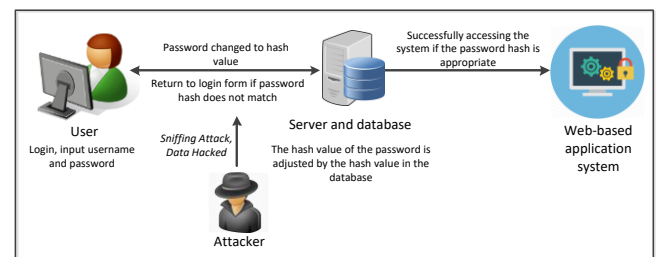 Password changed to hash
value
Return to login form if password
hash does not match
Successfully accessing the
system if the password hash is
appropriate
User
Login, input username
and password
Sniffing Attack,
Data Hacked
Server and database
The hash value of the password is
adjusted by the hash value in the
database
Web-based
application
system
Attacker